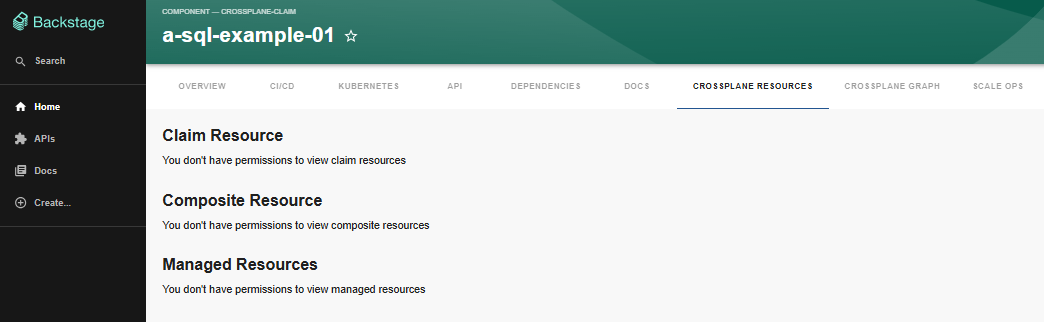 Backstage
COMPONENT — CROSSPLANE-CLAIM
a-sql-example-01
Search
Home
APIs
Docs
Create...
OVERVIEW CI/CD KUBERNETES API DEPENDENCIES DOCS CROSSPLANE RESOURCES CROSSPLANE GRAPH SCALE OPS
Claim Resource
You don't have permissions to view claim resources
Composite Resource
You don't have permissions to view composite resources
Managed Resources
You don't have permissions to view managed resources